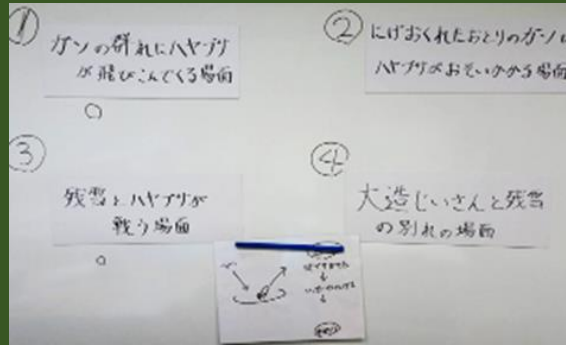 ①
ガンの群れにハヤブサ
が飛びこんでくる場面
②
にげおくれたおとりのガンに
ハヤブサがおそいかかる場面
③
残雪とハヤブサが
戦う場面
④
大造じいさんと残雪
の別れの場面